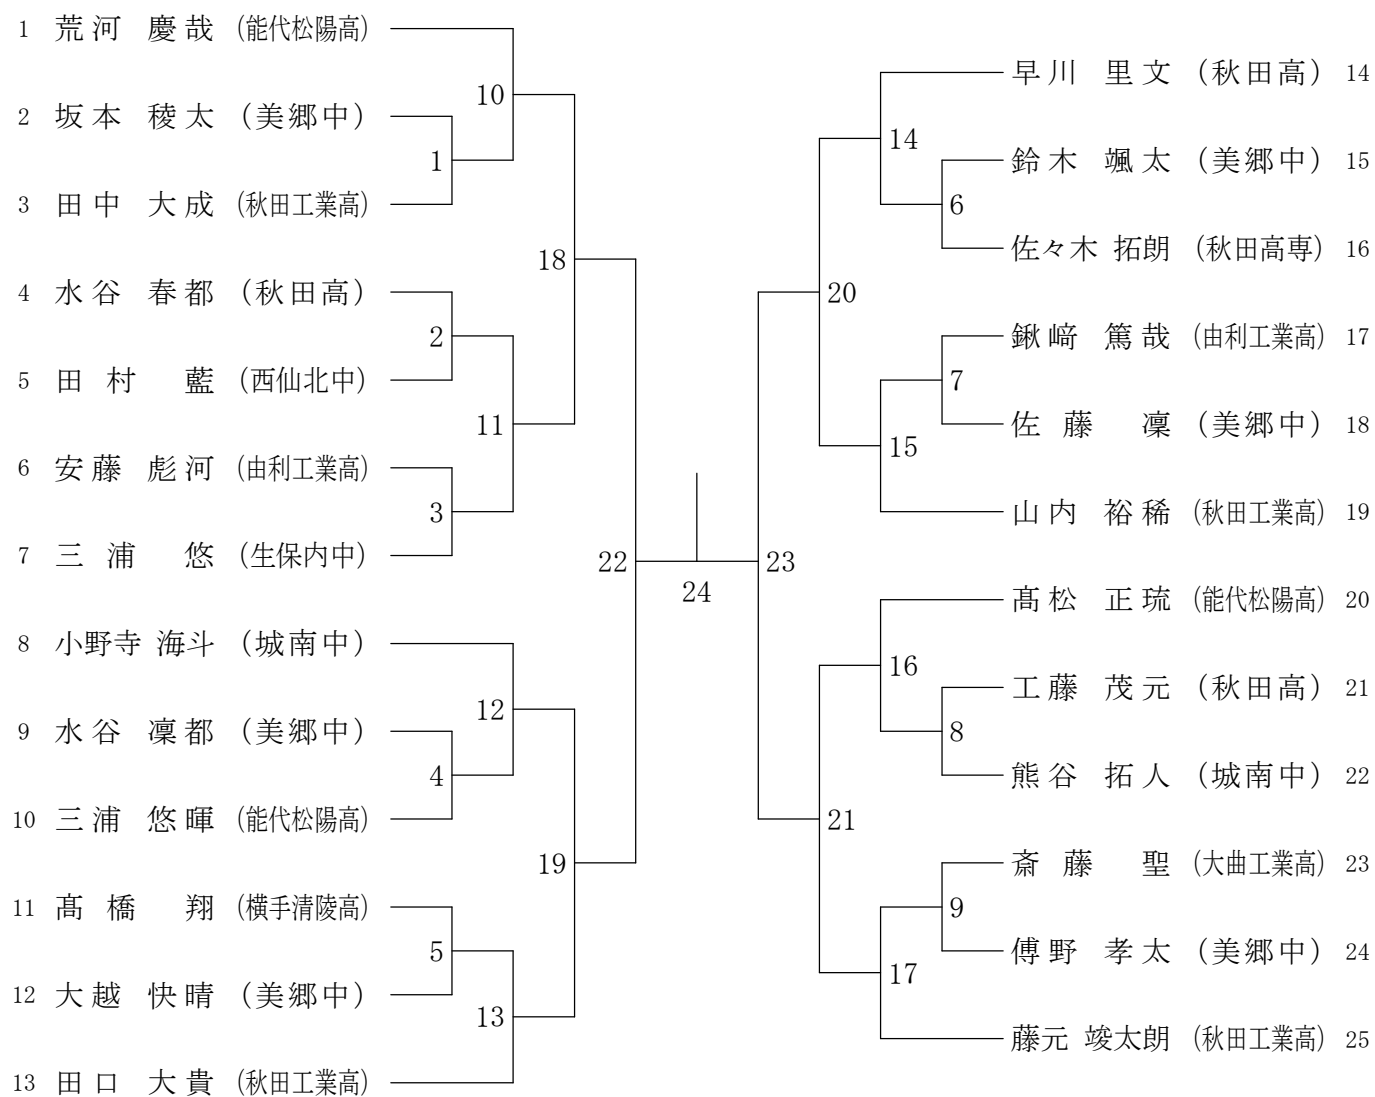 1 荒河 慶哉 (能代松陽高)
2 坂本 稜太 (美郷中)
3 田中 大成 (秋田工業高)
4 水谷 春都 (秋田高)
5 田村 藍 (西仙北中)
6 安藤 彪河 (由利工業高)
7 三浦 悠 (生保内中)
8 小野寺 海斗 (城南中)
9 水谷 凜都 (美郷中)
10 三浦 悠暉 (能代松陽高)
11 髙橋 翔 (横手清陵高)
12 大越 快晴 (美郷中)
13 田口 大貴 (秋田工業高)
1
2
3
4
5
10
11
12
13
18
19
22
24
23
20
21
14
15
16
17
6
7
8
9
早川 里文 (秋田高) 14
鈴木 颯太 (美郷中) 15
佐々木 拓朗 (秋田高専) 16
鍬﨑 篤哉 (由利工業高) 17
佐藤 凜 (美郷中) 18
山内 裕稀 (秋田工業高) 19
髙松 正琉 (能代松陽高) 20
工藤 茂元 (秋田高) 21
熊谷 拓人 (城南中) 22
斎藤 聖 (大曲工業高) 23
傅野 孝太 (美郷中) 24
藤元 竣太朗 (秋田工業高) 25